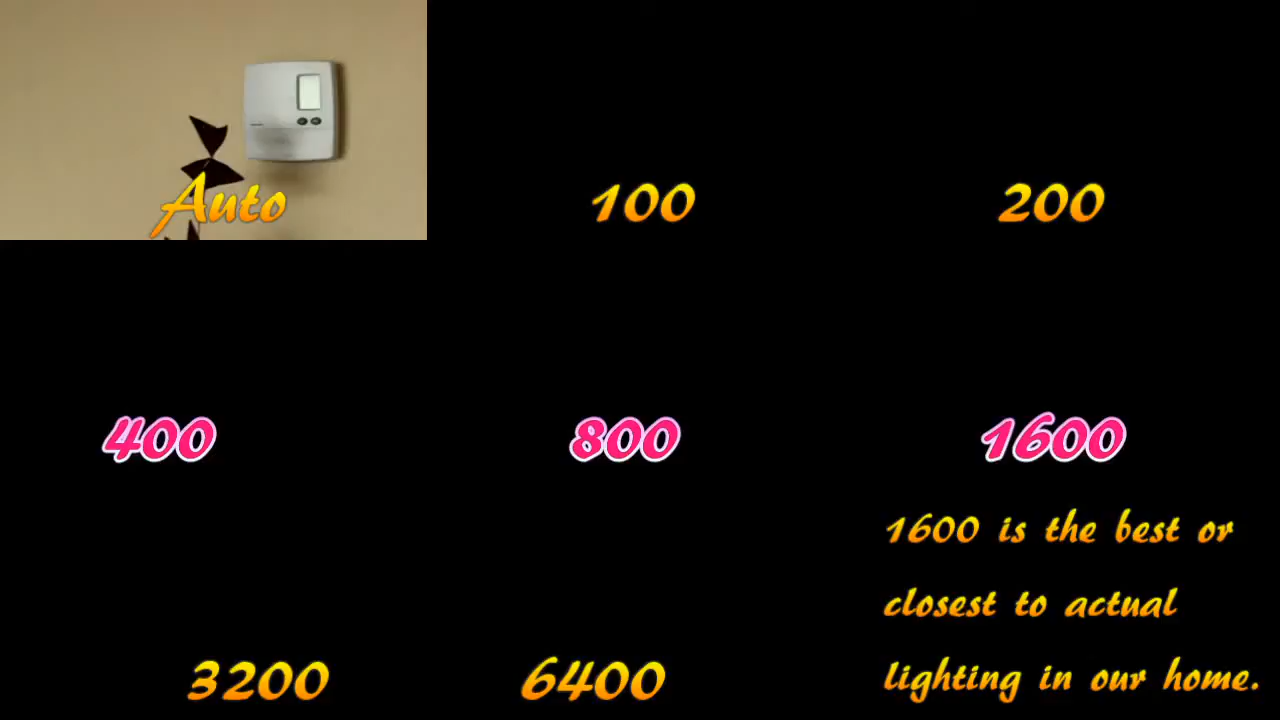 Auto
100
200
400
800
1600
3200
6400
1600 is the best or
closest to actual
lighting in our home.